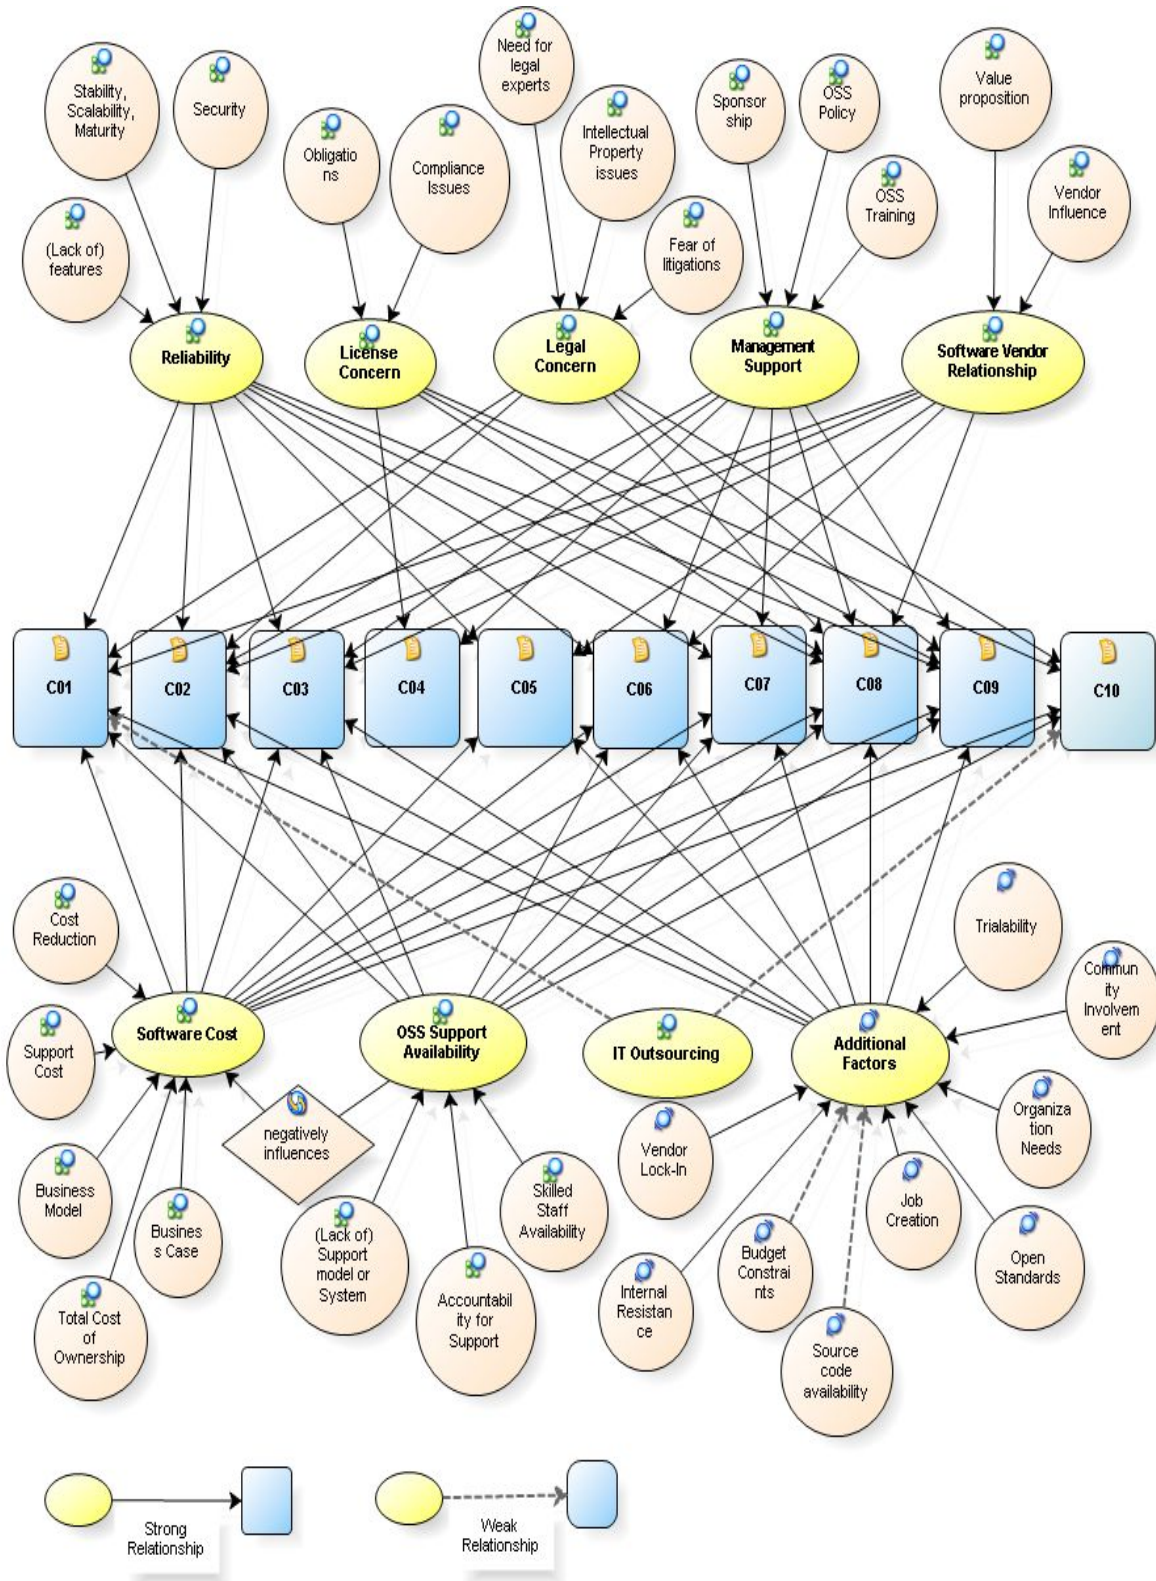 Stability,
Scalability,
Maturity
Security
(Lack of)
features
Obligatio
ns
Compliance
Issues
Need for
legal
experts
Intellectual
Property
issues
Fear of
litigations
Sponsor
ship
OSS
Policy
OSS
Training
Value
proposition
Vendor
Influence
Reliability
License
Concern
Legal
Concern
Management
Support
Software Vendor
Relationship
C01
C02
C03
C04
C05
C06
C07
C08
C09
C10
Cost
Reduction
Support
Cost
Business
Model
Total Cost
of
Ownership
Busines
s Case
Software Cost
negatively
influences
OSS Support
Availability
(Lack of)
Support
model or
System
Accountabil
ity for
Support
Skilled
Staff
Availability
IT Outsourcing
Additional
Factors
Trialability
Commun
ity
Involvem
ent
Organiza
tion
Needs
Open
Standards
Job
Creation
Source
code
availability
Budget
Constrai
nts
Internal
Resistan
ce
Vendor
Lock-In
Strong
Relationship
Weak
Relationship